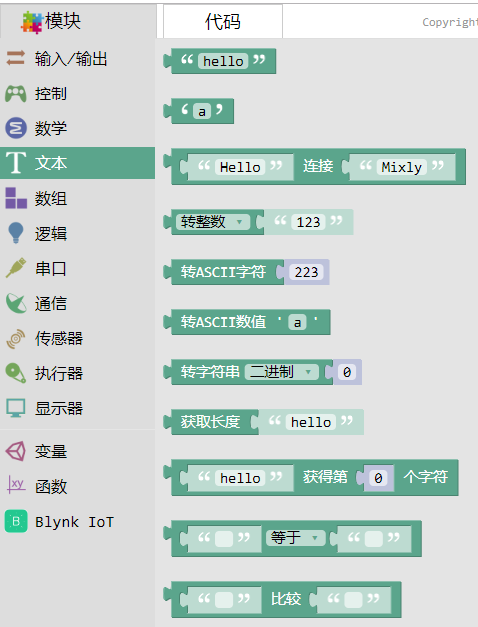 模块
代码
Copyright
输入/输出
控制
数学
文本
数组
逻辑
串口
通信
传感器
执行器
显示器
变量
函数
Blynk IoT
“ hello ”
‘ a ’
“ Hello ” 连接 “ Mixly ”
转整数 “ 123 ”
转ASCII字符 223
转ASCII数值 ' a '
转字符串 二进制 0
获取长度 “ hello ”
“ hello ” 获得第 0 个字符
“ ” 等于 “ ”
“ ” 比较 “ ”